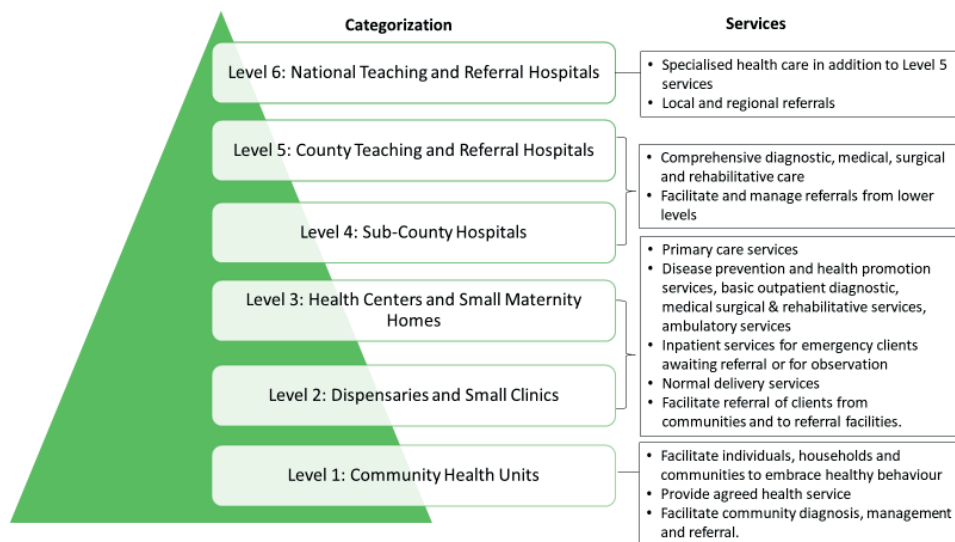 Categorization
Services
Level 6: National Teaching and Referral Hospitals
• Specialised health care in addition to Level 5
services
• Local and regional referrals
Level 5: County Teaching and Referral Hospitals
Level 4: Sub-County Hospitals
• Comprehensive diagnostic, medical, surgical
and rehabilitative care
• Facilitate and manage referrals from lower
levels
Level 3: Health Centers and Small Maternity
Homes
Level 2: Dispensaries and Small Clinics
• Primary care services
• Disease prevention and health promotion
services, basic outpatient diagnostic,
medical surgical & rehabilitative services,
ambulatory services
• Inpatient services for emergency clients
awaiting referral or for observation
• Normal delivery services
• Facilitate referral of clients from
communities and to referral facilities.
Level 1: Community Health Units
• Facilitate individuals, households and
communities to embrace healthy behaviour
• Provide agreed health service
• Facilitate community diagnosis, management
and referral.